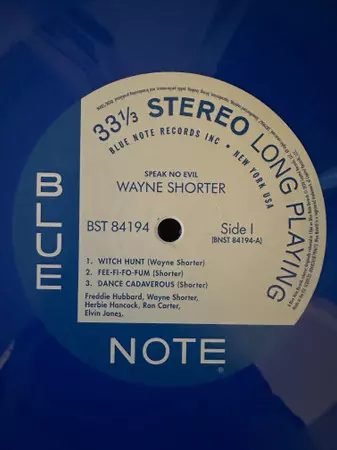 33 1/3 STEREO LONG PLAYING
BLUE NOTE RECORDS INC • NEW YORK USA
SPEAK NO EVIL
WAYNE SHORTER
BST 84194
Side I
(BNST 84194-A)
1. WITCH HUNT (Wayne Shorter)
2. FEE-FI-FO-FUM (Shorter)
3. DANCE CADAVEROUS (Shorter)
Freddie Hubbard, Wayne Shorter,
Herbie Hancock, Ron Carter,
Elvin Jones.
BLUE
NOTE®